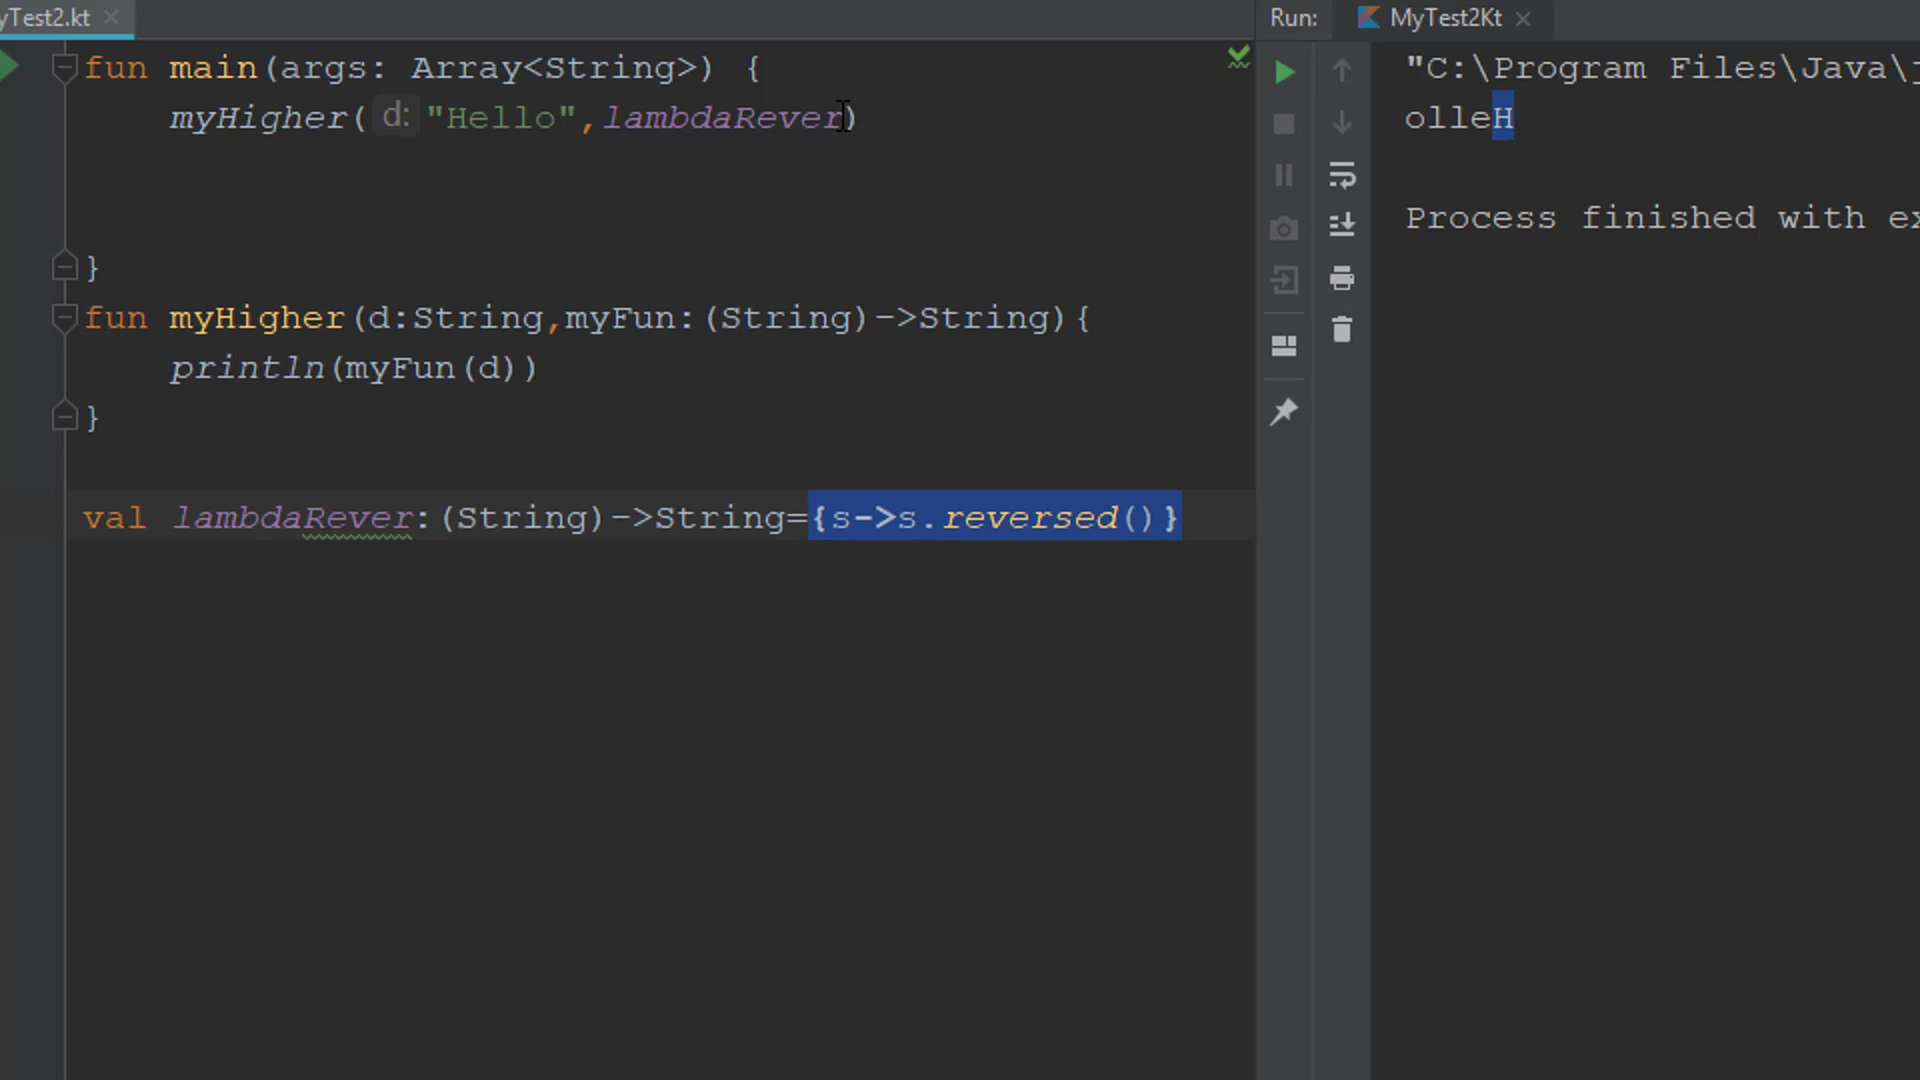 yTest2.kt
Run: MyTest2Kt
fun main(args: Array<String>) {
myHigher( d: "Hello",lambdaRever)
}
fun myHigher(d:String,myFun:(String)->String){
println(myFun(d))
}
val lambdaRever:(String)->String={s->s.reversed()}
"C:\Program Files\Java\j
olleH
Process finished with ex